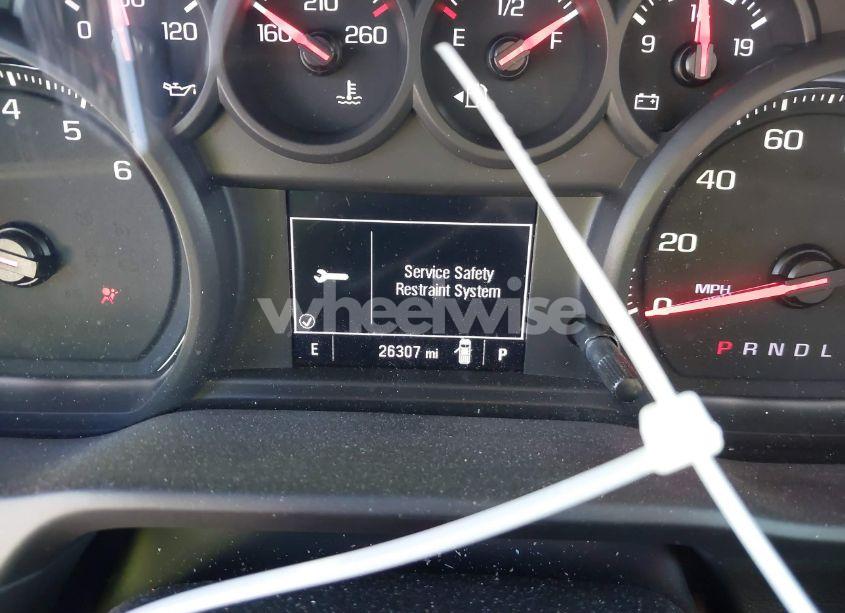 0
120
160
210
260
E
1/2
F
9
14
19
4
5
6
60
40
20
0
MPH
Service Safety
Restraint System
wheelwise
E
26307 mi
P
P R N D L